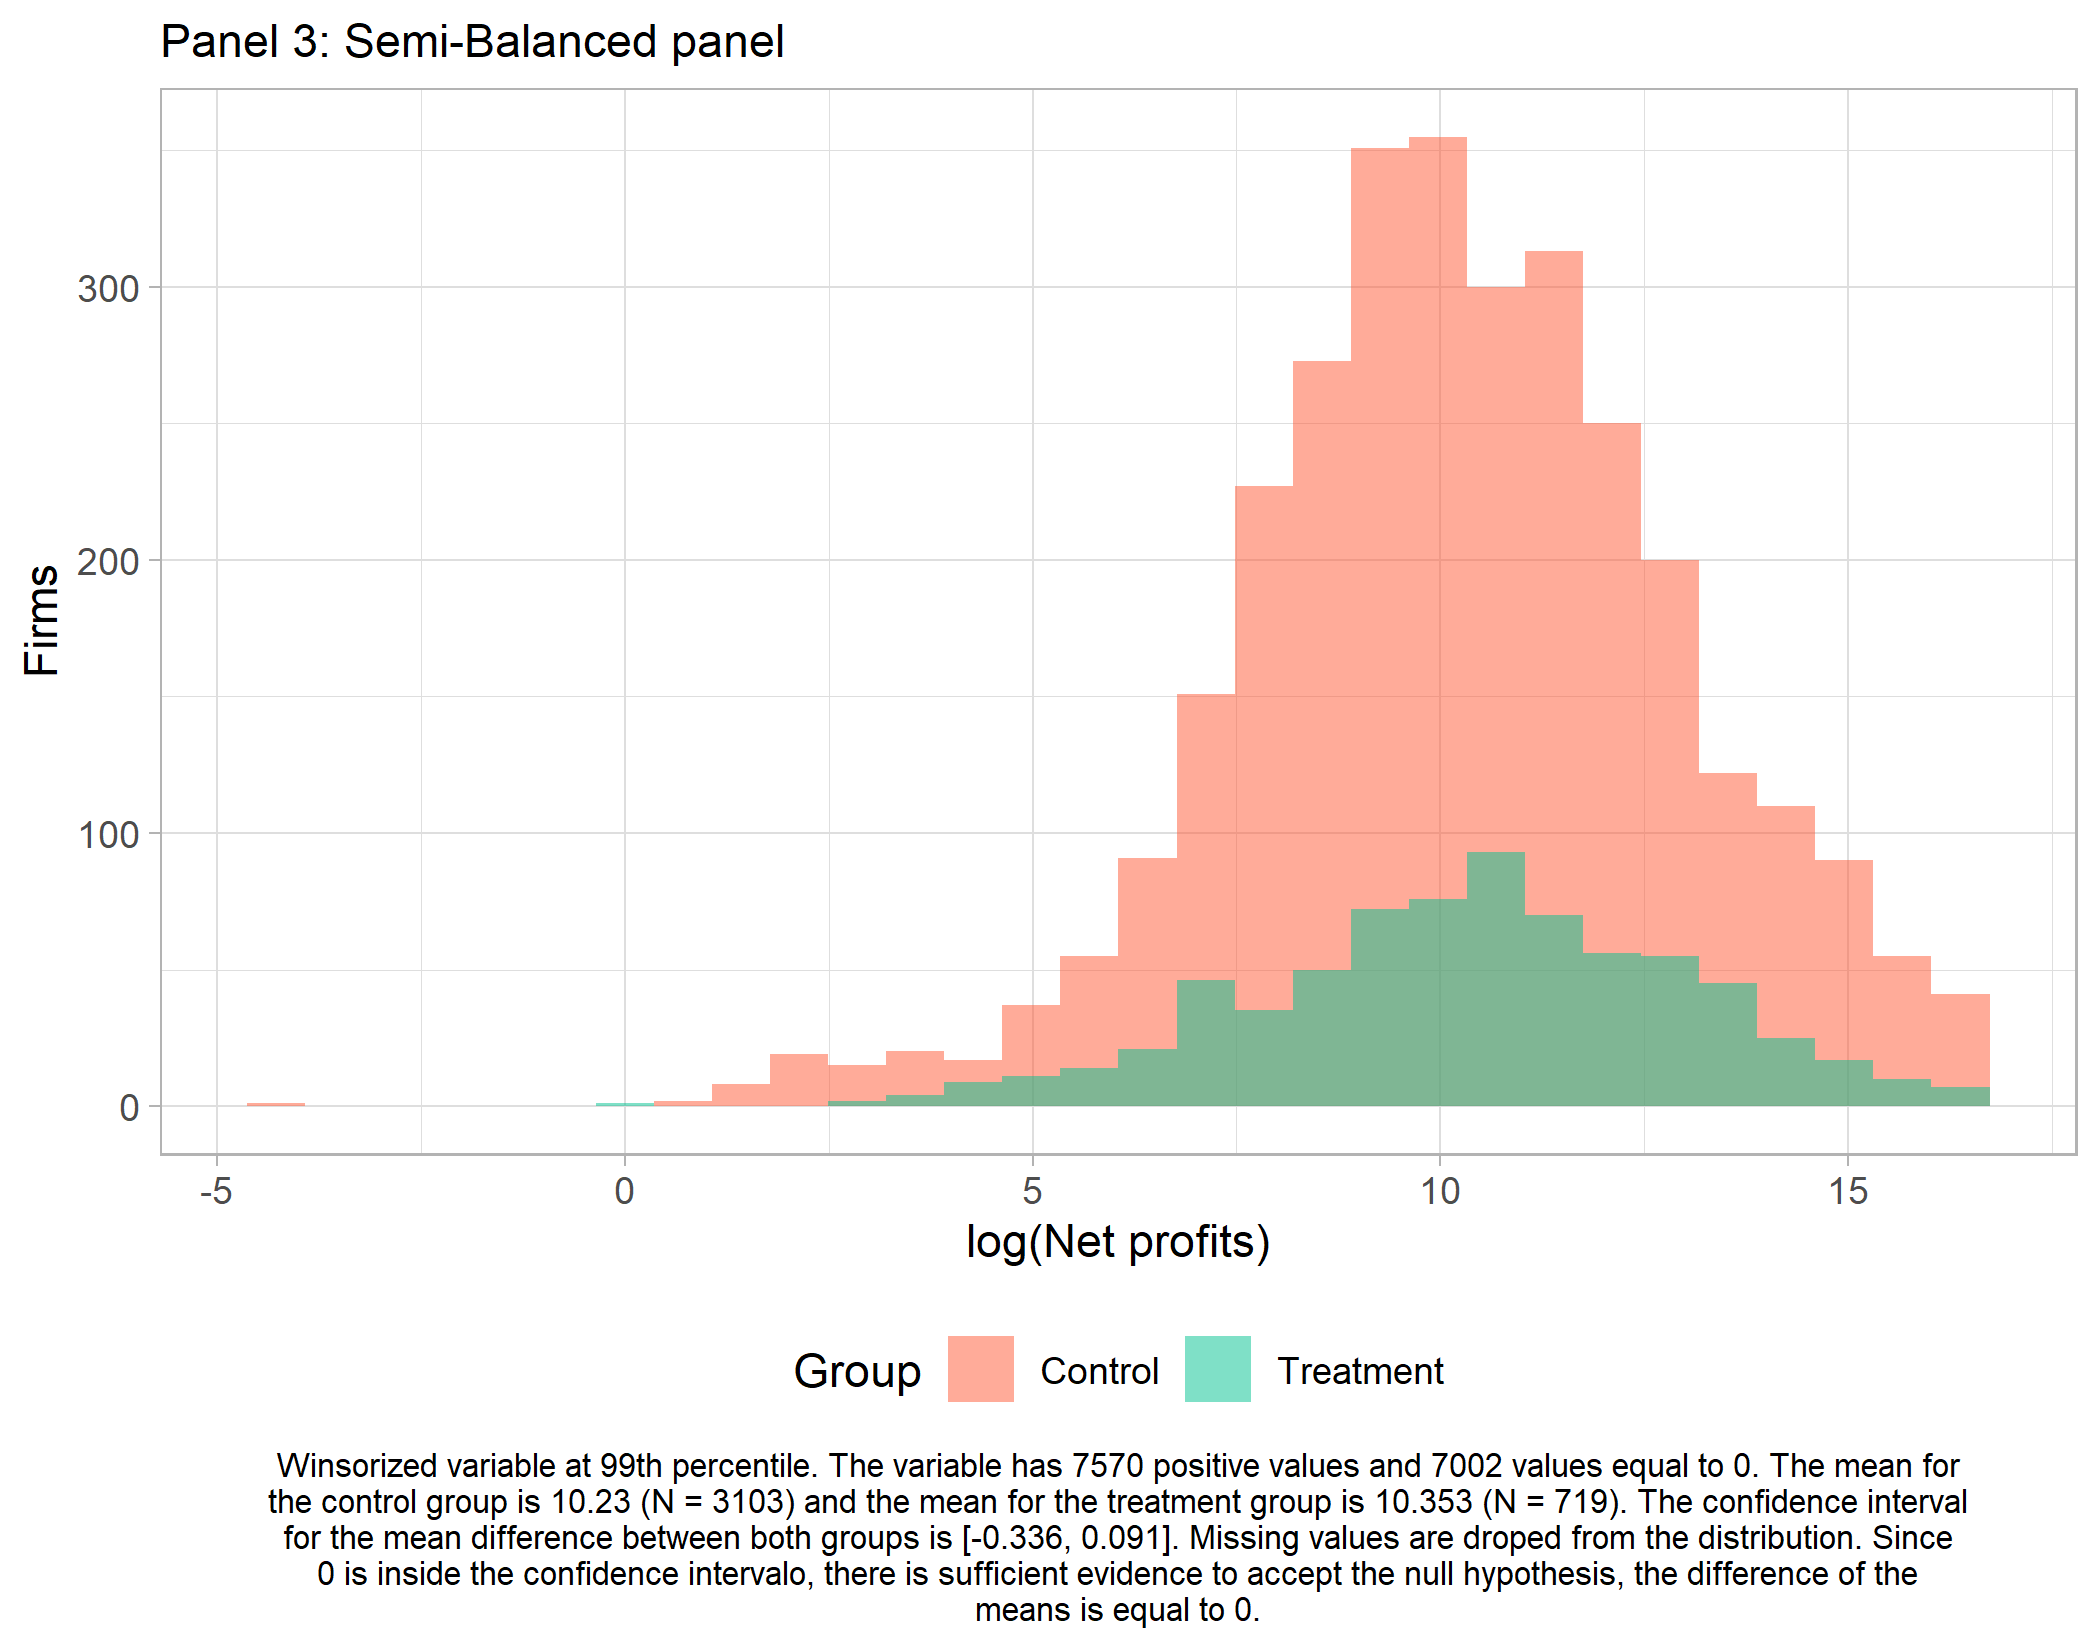 Panel 3: Semi-Balanced panel
300
200
100
0
Firms
-5 0 5 10 15
log(Net profits)
Group Control Treatment
Winsorized variable at 99th percentile. The variable has 7570 positive values and 7002 values equal to 0. The mean for
the control group is 10.23 (N = 3103) and the mean for the treatment group is 10.353 (N = 719). The confidence interval
for the mean difference between both groups is [-0.336, 0.091]. Missing values are droped from the distribution. Since
0 is inside the confidence intervalo, there is sufficient evidence to accept the null hypothesis, the difference of the
means is equal to 0.